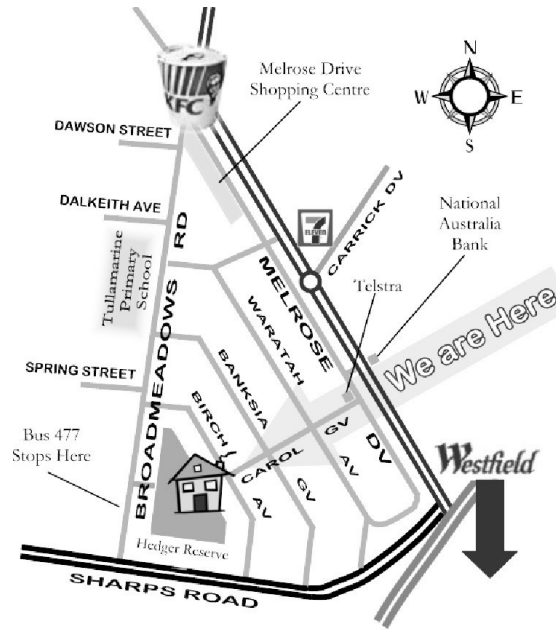 KFC
Melrose Drive
Shopping Centre
N
W E
S
DAWSON STREET
DALKEITH AVE
7
ELEVEN
CARRICK DV
National
Australia
Bank
Tullamarine
Primary
School
BROADMEADOWS RD
MELROSE DV
WARATAH AV
Telstra
We are Here
SPRING STREET
BANKSIA GV
BIRCH AV
CAROL GV
Bus 477
Stops Here
Westfield
Hedger Reserve
SHARPS ROAD